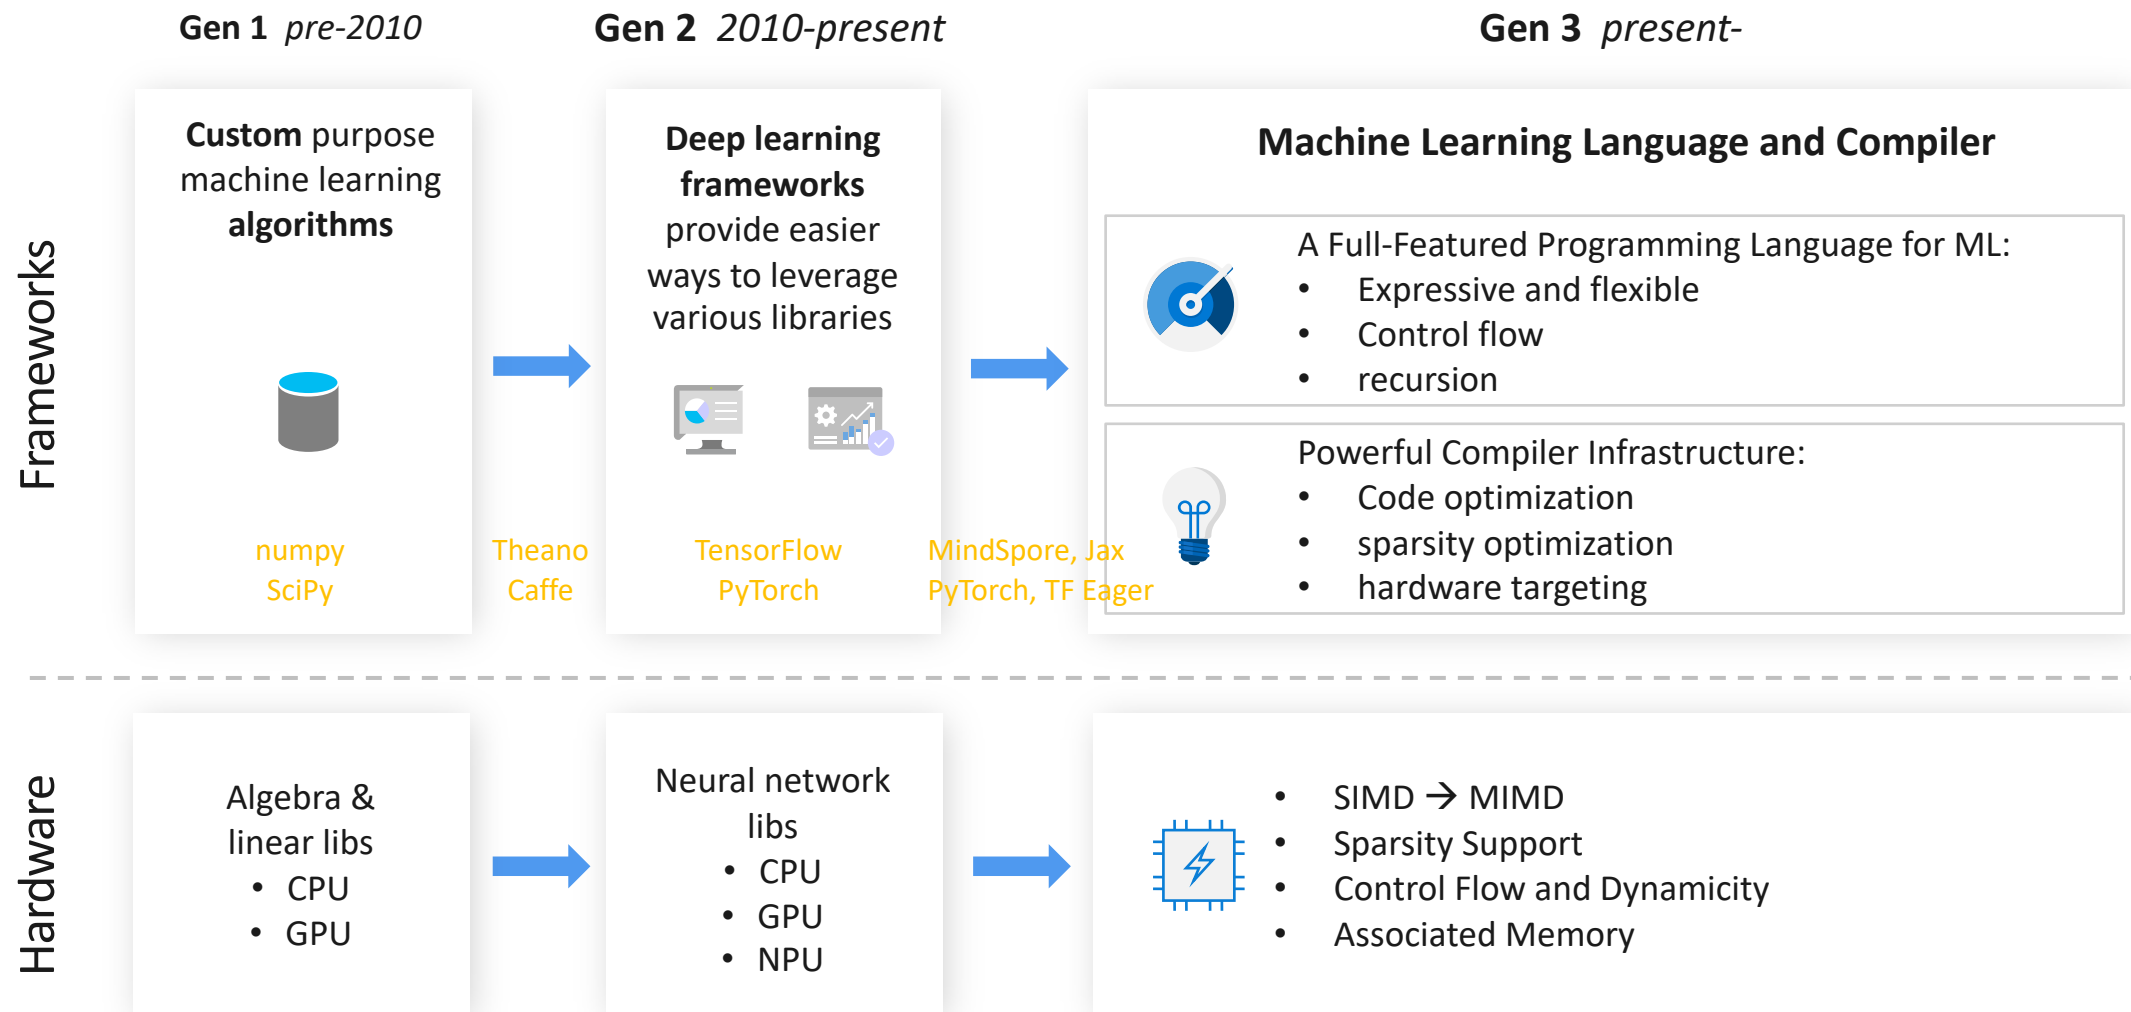 Gen 1 pre-2010
Gen 2 2010-present
Gen 3 present-
Frameworks
Custom purpose
machine learning
algorithms
numpy
SciPy
Theano
Caffe
Deep learning
frameworks
provide easier
ways to leverage
various libraries
TensorFlow
PyTorch
MindSpore, Jax
PyTorch, TF Eager
Machine Learning Language and Compiler
A Full-Featured Programming Language for ML:
• Expressive and flexible
• Control flow
• recursion
Powerful Compiler Infrastructure:
• Code optimization
• sparsity optimization
• hardware targeting
Hardware
Algebra &
linear libs
• CPU
• GPU
Neural network
libs
• CPU
• GPU
• NPU
• SIMD → MIMD
• Sparsity Support
• Control Flow and Dynamicity
• Associated Memory